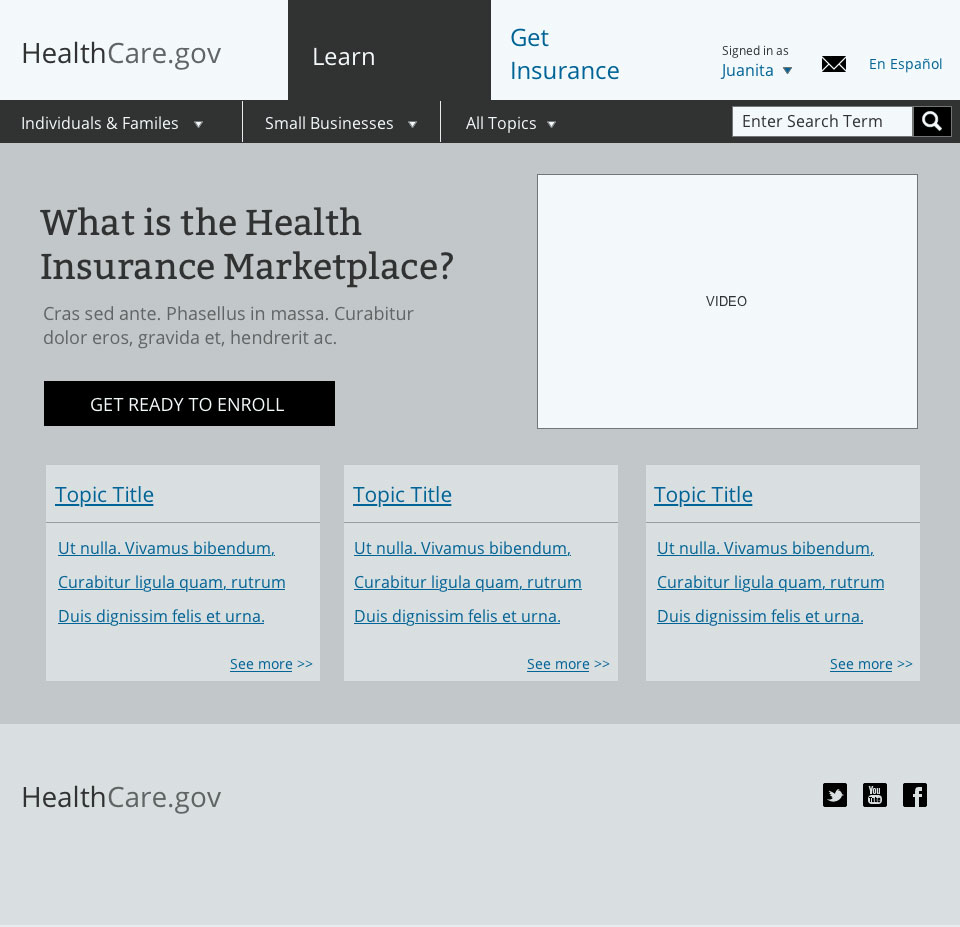 HealthCare.gov
Learn
Get
Insurance
Signed in as
Juanita
En Español
Individuals & Familes
Small Businesses
All Topics
Enter Search Term
What is the Health
Insurance Marketplace?
Cras sed ante. Phasellus in massa. Curabitur
dolor eros, gravida et, hendrerit ac.
GET READY TO ENROLL
VIDEO
Topic Title
Ut nulla. Vivamus bibendum,
Curabitur ligula quam, rutrum
Duis dignissim felis et urna.
See more >>
Topic Title
Ut nulla. Vivamus bibendum,
Curabitur ligula quam, rutrum
Duis dignissim felis et urna.
See more >>
Topic Title
Ut nulla. Vivamus bibendum,
Curabitur ligula quam, rutrum
Duis dignissim felis et urna.
See more >>
HealthCare.gov
You
Tube